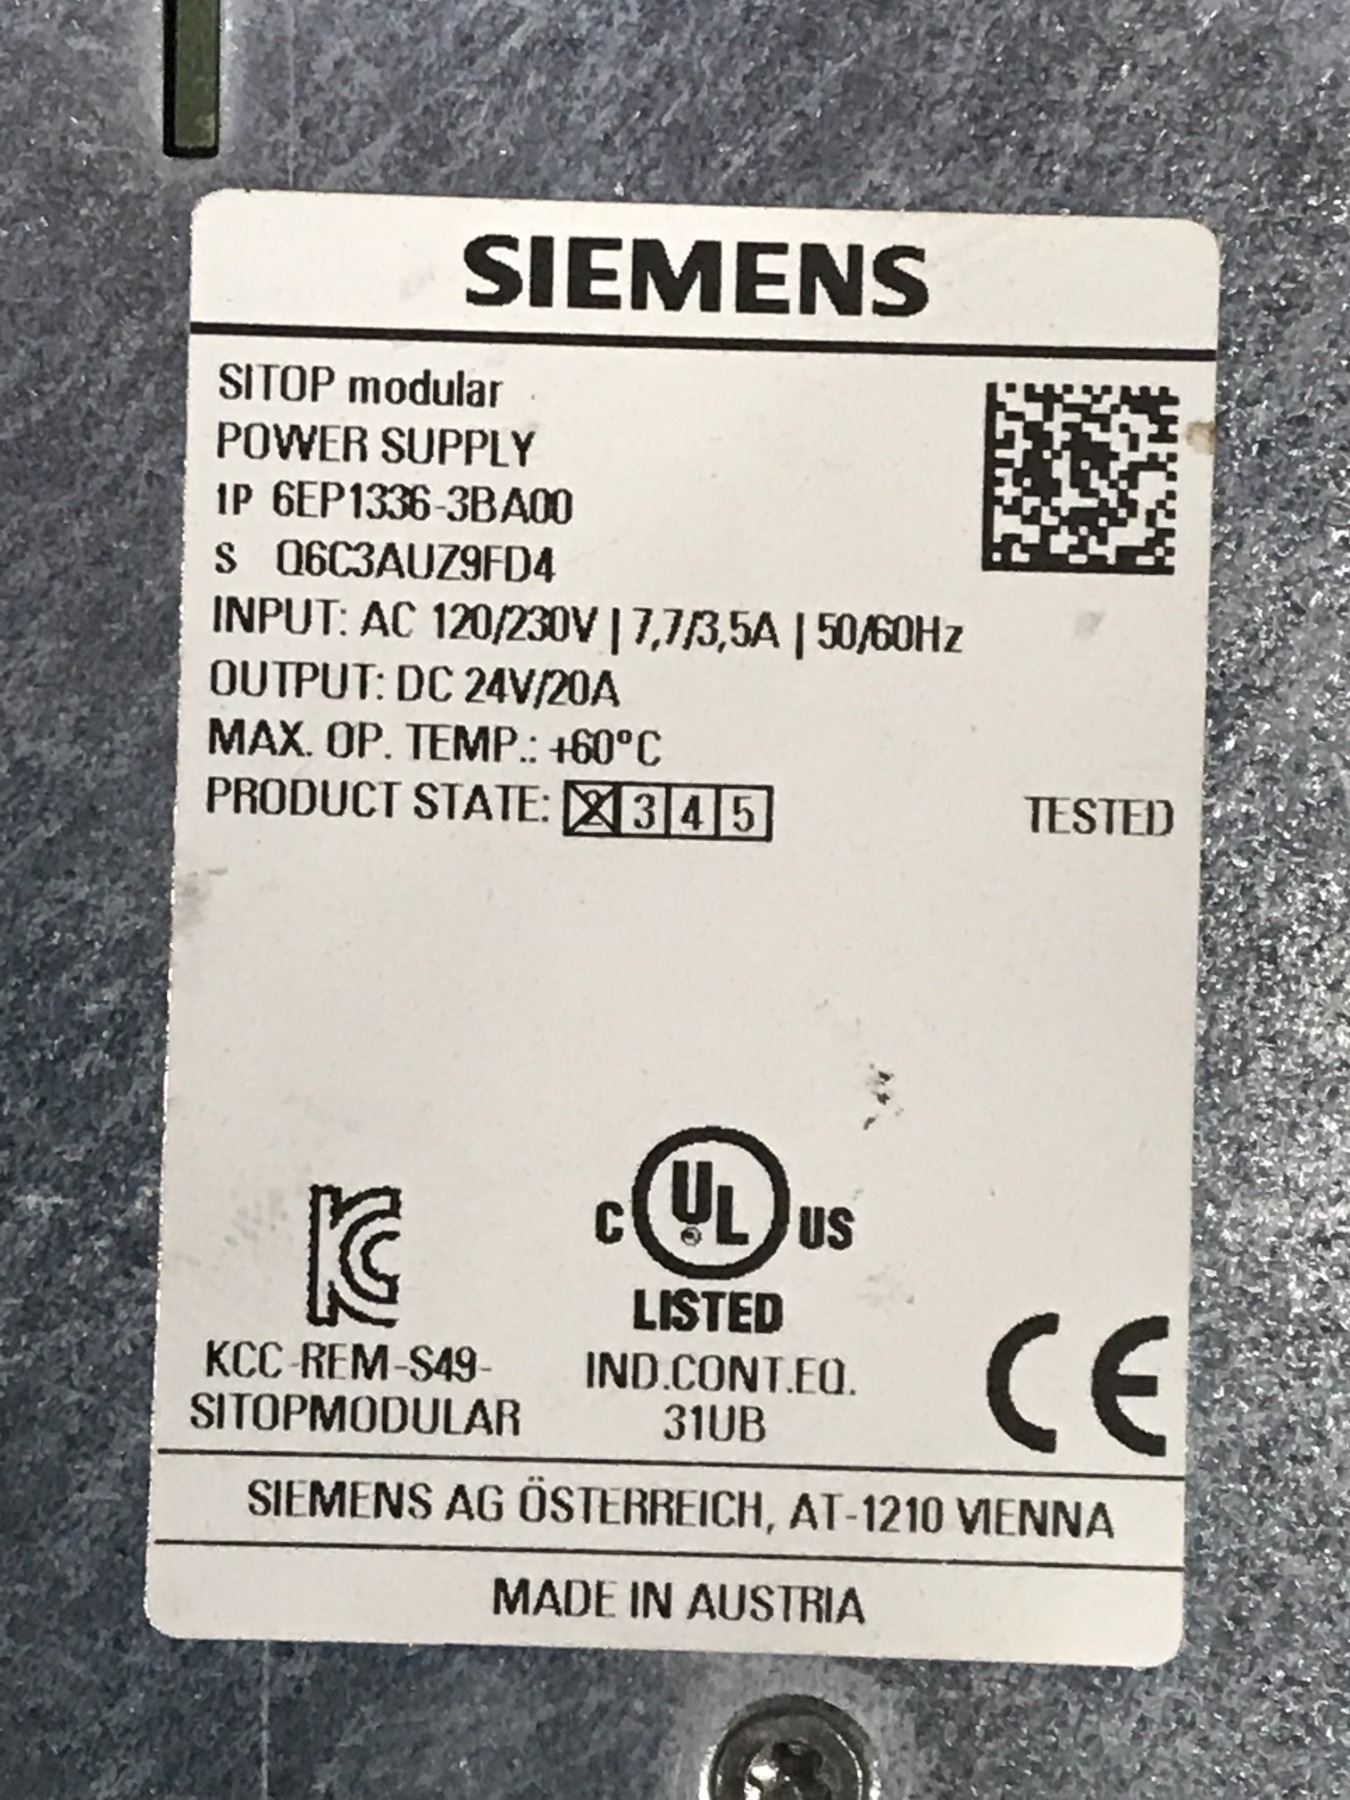 SIEMENS
SITOP modular
POWER SUPPLY
1P 6EP1336-3BA00
S Q6C3AUZ9FD4
INPUT: AC 120/230V | 7,7/3,5A | 50/60Hz
OUTPUT: DC 24V/20A
MAX. OP. TEMP.: +60°C
PRODUCT STATE: 2 3 4 5 TESTED
C UL US
LISTED
KCC-REM-S49-
SITOPMODULAR
IND.CONT.EQ.
31UB
CE
SIEMENS AG ÖSTERREICH, AT-1210 VIENNA
MADE IN AUSTRIA